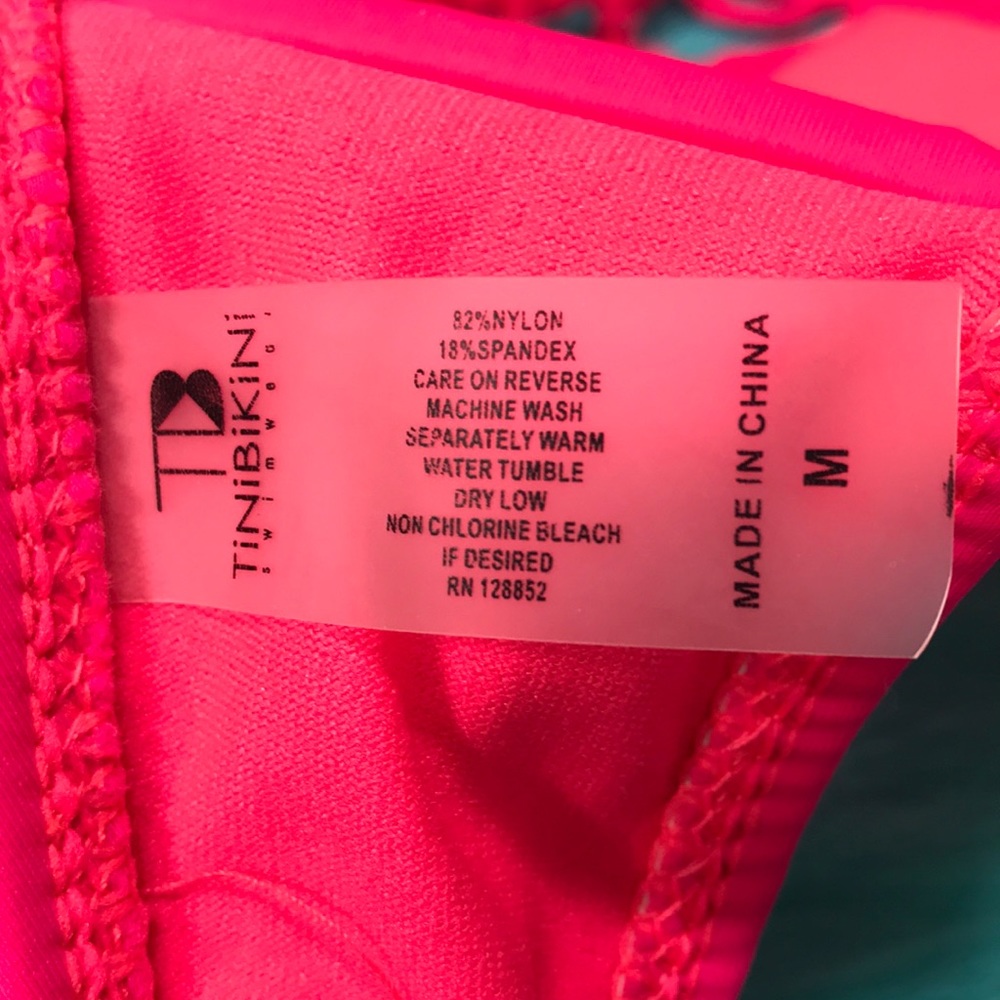 TB
TiNiBiKiNi
swimwear
82%NYLON
18%SPANDEX
CARE ON REVERSE
MACHINE WASH
SEPARATELY WARM
WATER TUMBLE
DRY LOW
NON CHLORINE BLEACH
IF DESIRED
RN 128852
MADE IN CHINA
M